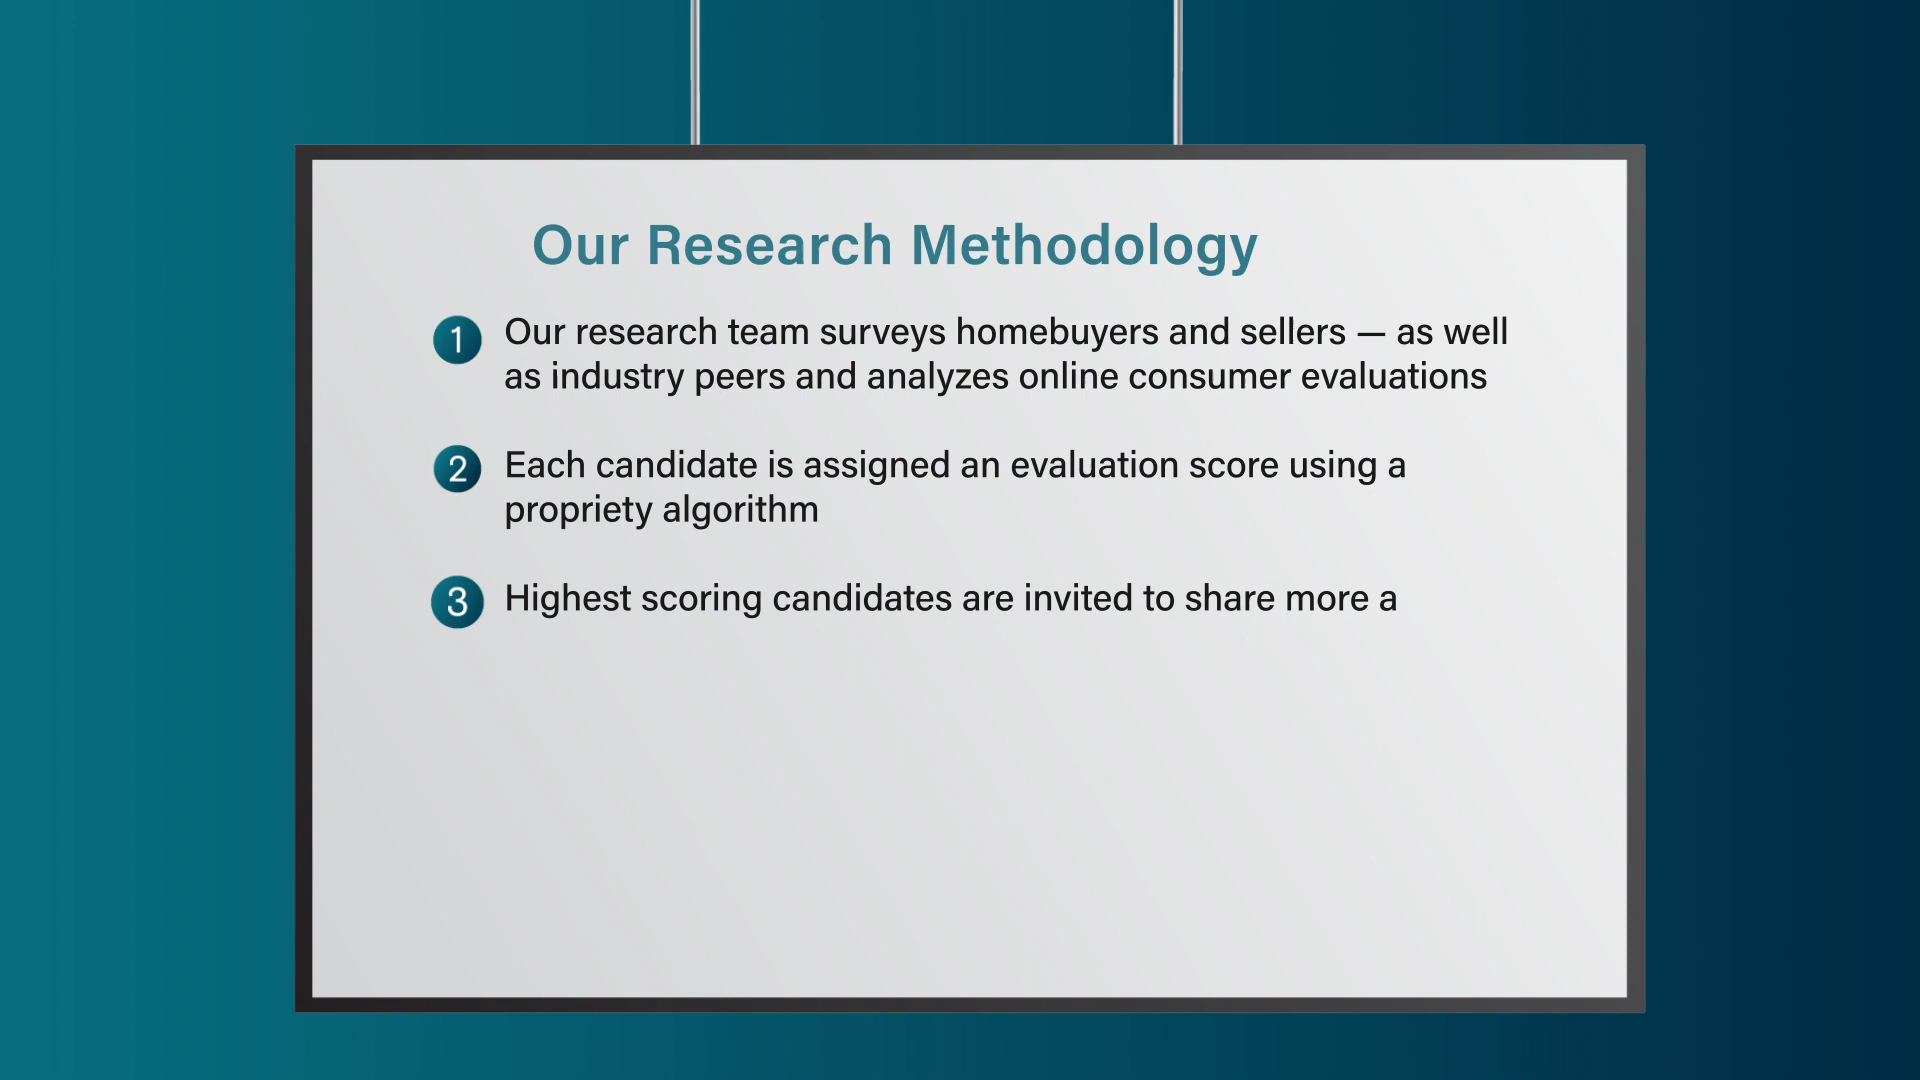 Our Research Methodology
1 Our research team surveys homebuyers and sellers — as well
as industry peers and analyzes online consumer evaluations
2 Each candidate is assigned an evaluation score using a
propriety algorithm
3 Highest scoring candidates are invited to share more a